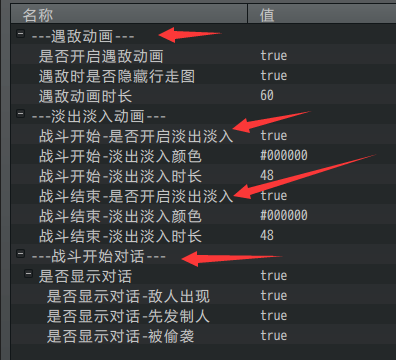 名称 值
---遇敌动画---
是否开启遇敌动画 true
遇敌时是否隐藏行走图 true
遇敌动画时长 60
---淡出淡入动画---
战斗开始-是否开启淡出淡入 true
战斗开始-淡出淡入颜色 #000000
战斗开始-淡出淡入时长 48
战斗结束-是否开启淡出淡入 true
战斗结束-淡出淡入颜色 #000000
战斗结束-淡出淡入时长 48
---战斗开始对话---
是否显示对话 true
是否显示对话-敌人出现 true
是否显示对话-先发制人 true
是否显示对话-被偷袭 true